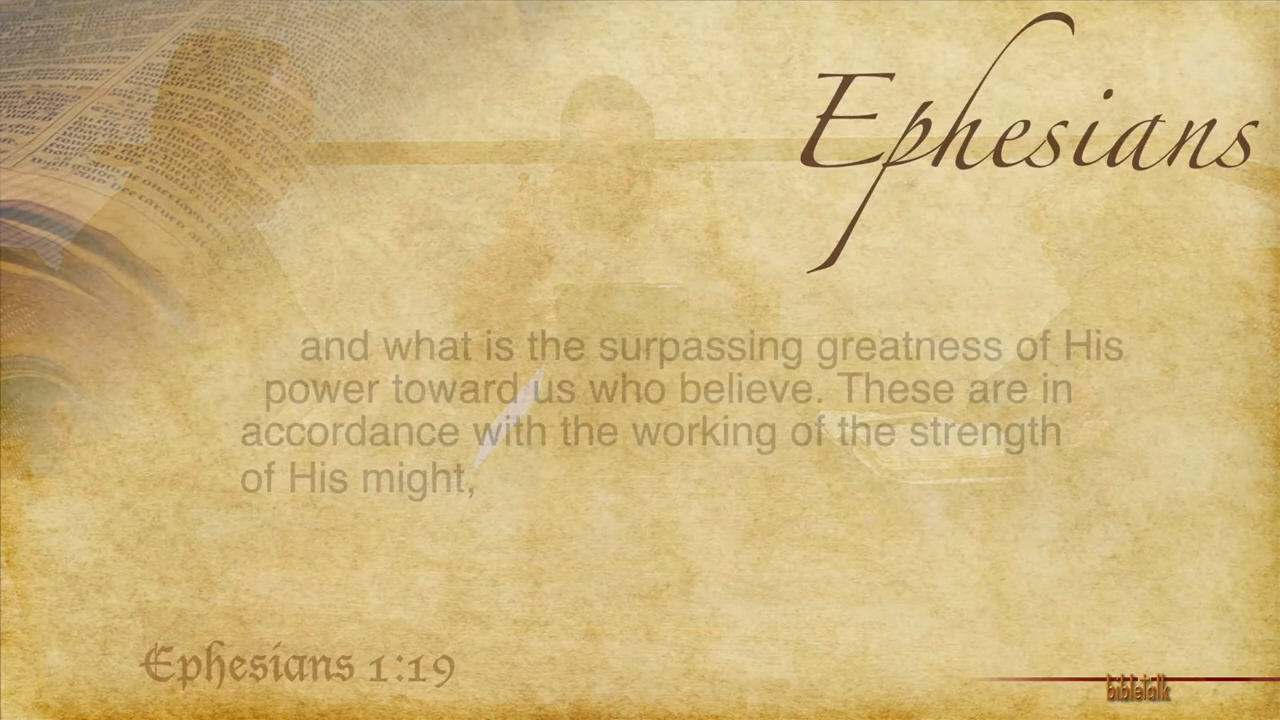 Ephesians
and what is the surpassing greatness of His
power toward us who believe. These are in
accordance with the working of the strength
of His might,
Ephesians 1:19
bibletalk